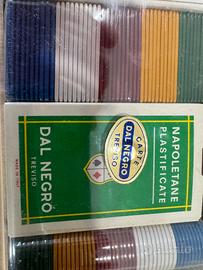 NAPOLETANE
PLASTIFICATE
CARTE
DAL NEGRO
TREVISO
DAL NEGRO
TREVISO
MADE IN ITALY